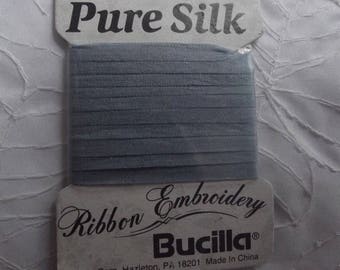 Pure Silk
Ribbon Embroidery
Bucilla®
Hazleton, PA 18201 Made in China